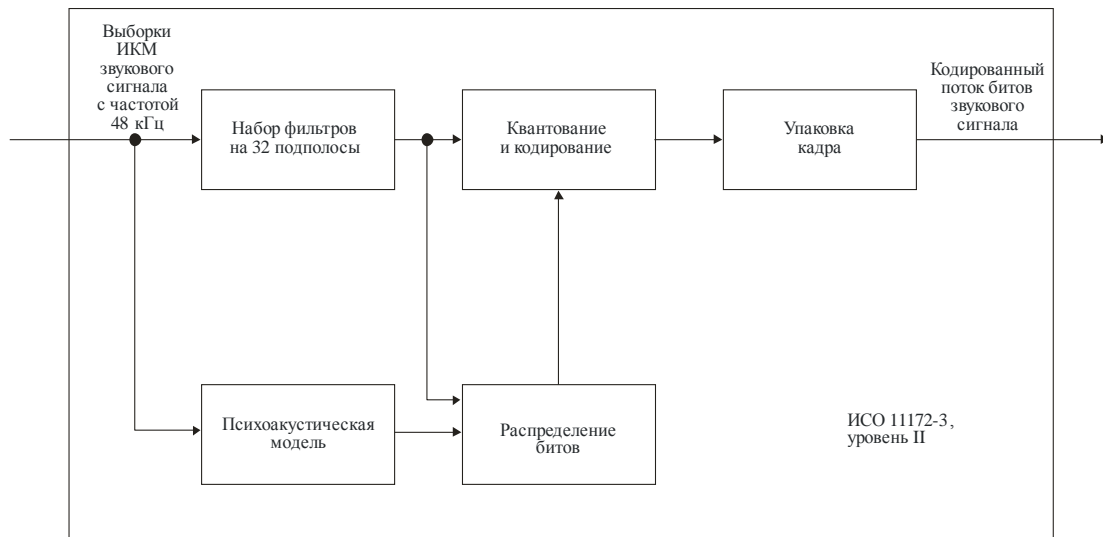 Выборки
ИКМ
звукового
сигнала
с частотой
48 кГц
Набор фильтров
на 32 подполосы
Квантование
и кодирование
Упаковка
кадра
Кодированный
поток битов
звукового
сигнала
Психоакустическая
модель
Распределение
битов
ИСО 11172-3,
уровень II